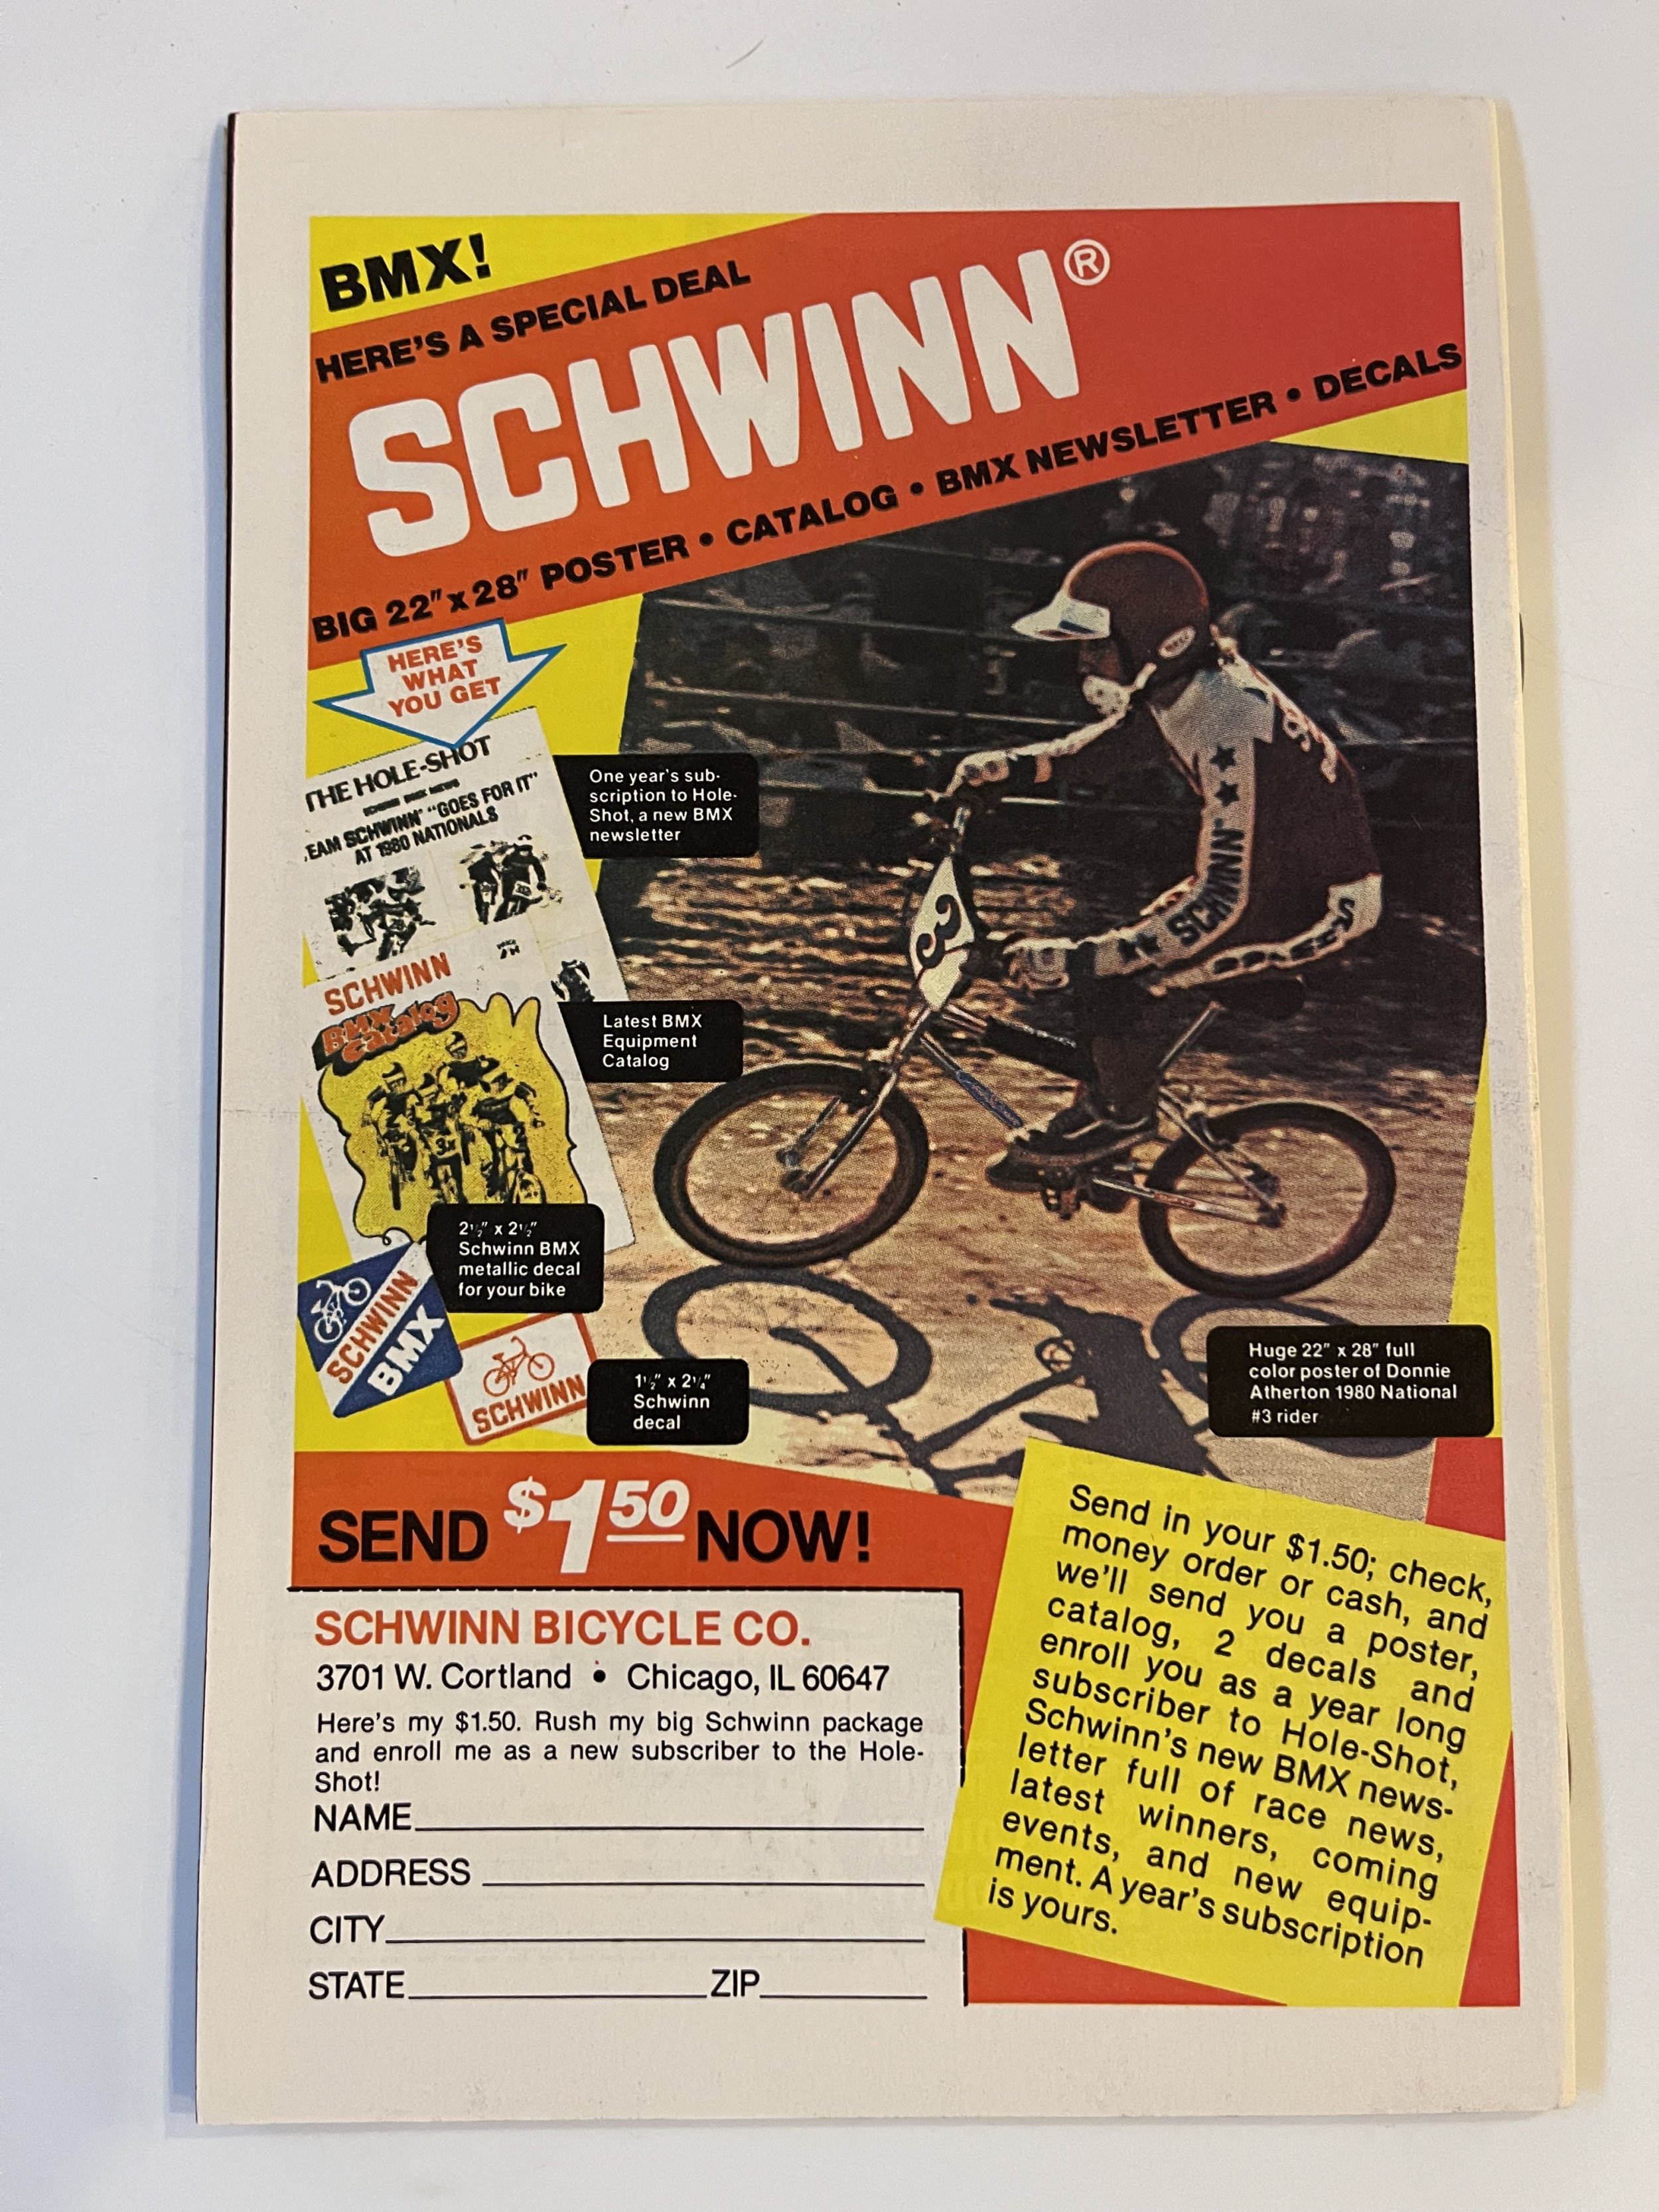 BMX!
HERE'S A SPECIAL DEAL
SCHWINN®
BIG 22" x 28" POSTER • CATALOG • BMX NEWSLETTER • DECALS
HERE'S
WHAT
YOU GET
THE HOLE-SHOT
SCHWINN BMX NEWS
TEAM SCHWINN "GOES FOR IT"
AT 1980 NATIONALS
One year's sub-
scription to Hole-
Shot, a new BMX
newsletter
SCHWINN
BMX
Catalog
Latest BMX
Equipment
Catalog
3
SCHWINN
2½" x 2½"
Schwinn BMX
metallic decal
for your bike
SCHWINN
BMX
SCHWINN
1½" x 2¼"
Schwinn
decal
Huge 22" x 28" full
color poster of Donnie
Atherton 1980 National
#3 rider
SEND $1.50 NOW!
SCHWINN BICYCLE CO.
3701 W. Cortland • Chicago, IL 60647
Here's my $1.50. Rush my big Schwinn package
and enroll me as a new subscriber to the Hole-
Shot!
NAME
ADDRESS
CITY
STATE ZIP
Send in your $1.50; check,
money order or cash, and
we'll send you a poster,
catalog, 2 decals and
enroll you as a year long
subscriber to Hole-Shot,
Schwinn's new BMX news-
letter full of race news,
latest winners, coming
events, and new equip-
ment. A year's subscription
is yours.